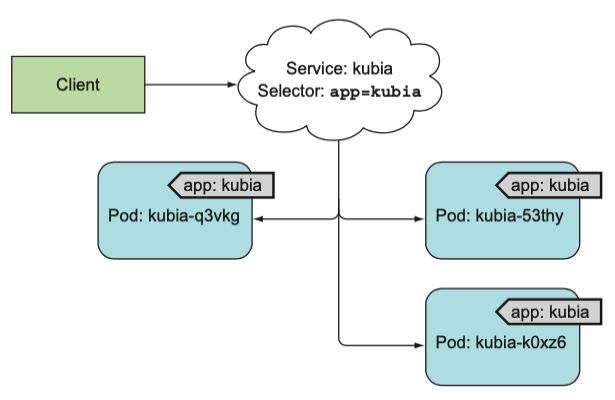 Client
Service: kubia
Selector: app=kubia
app: kubia
Pod: kubia-q3vkg
app: kubia
Pod: kubia-53thy
app: kubia
Pod: kubia-k0xz6